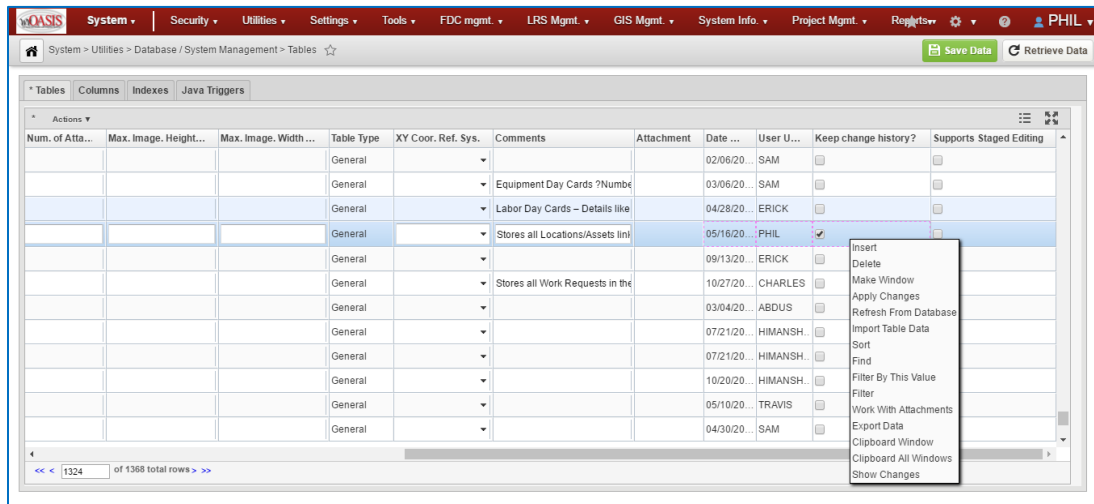 wvOASIS System Security Utilities Settings Tools FDC mgmt. LRS Mgmt. GIS Mgmt. System Info. Project Mgmt. Reports PHIL
System > Utilities > Database / System Management > Tables Save Data Retrieve Data
* Tables Columns Indexes Java Triggers
* Actions
Num. of Atta... Max. Image. Height... Max. Image. Width ... Table Type XY Coor. Ref. Sys. Comments Attachment Date ... User U... Keep change history? Supports Staged Editing
General 02/06/20... SAM
General Equipment Day Cards ?Numbe 03/06/20... SAM
General Labor Day Cards – Details like 04/28/20... ERICK
General Stores all Locations/Assets link 05/16/20... PHIL
General 09/13/20... ERICK
General Stores all Work Requests in the 10/27/20... CHARLES
General 03/04/20... ABDUS
General 07/21/20... HIMANSH...
General 07/21/20... HIMANSH...
General 10/20/20... HIMANSH...
General 05/10/20... TRAVIS
General 04/30/20... SAM
Insert
Delete
Make Window
Apply Changes
Refresh From Database
Import Table Data
Sort
Find
Filter By This Value
Filter
Work With Attachments
Export Data
Clipboard Window
Clipboard All Windows
Show Changes
<< < 1324 of 1368 total rows > >>